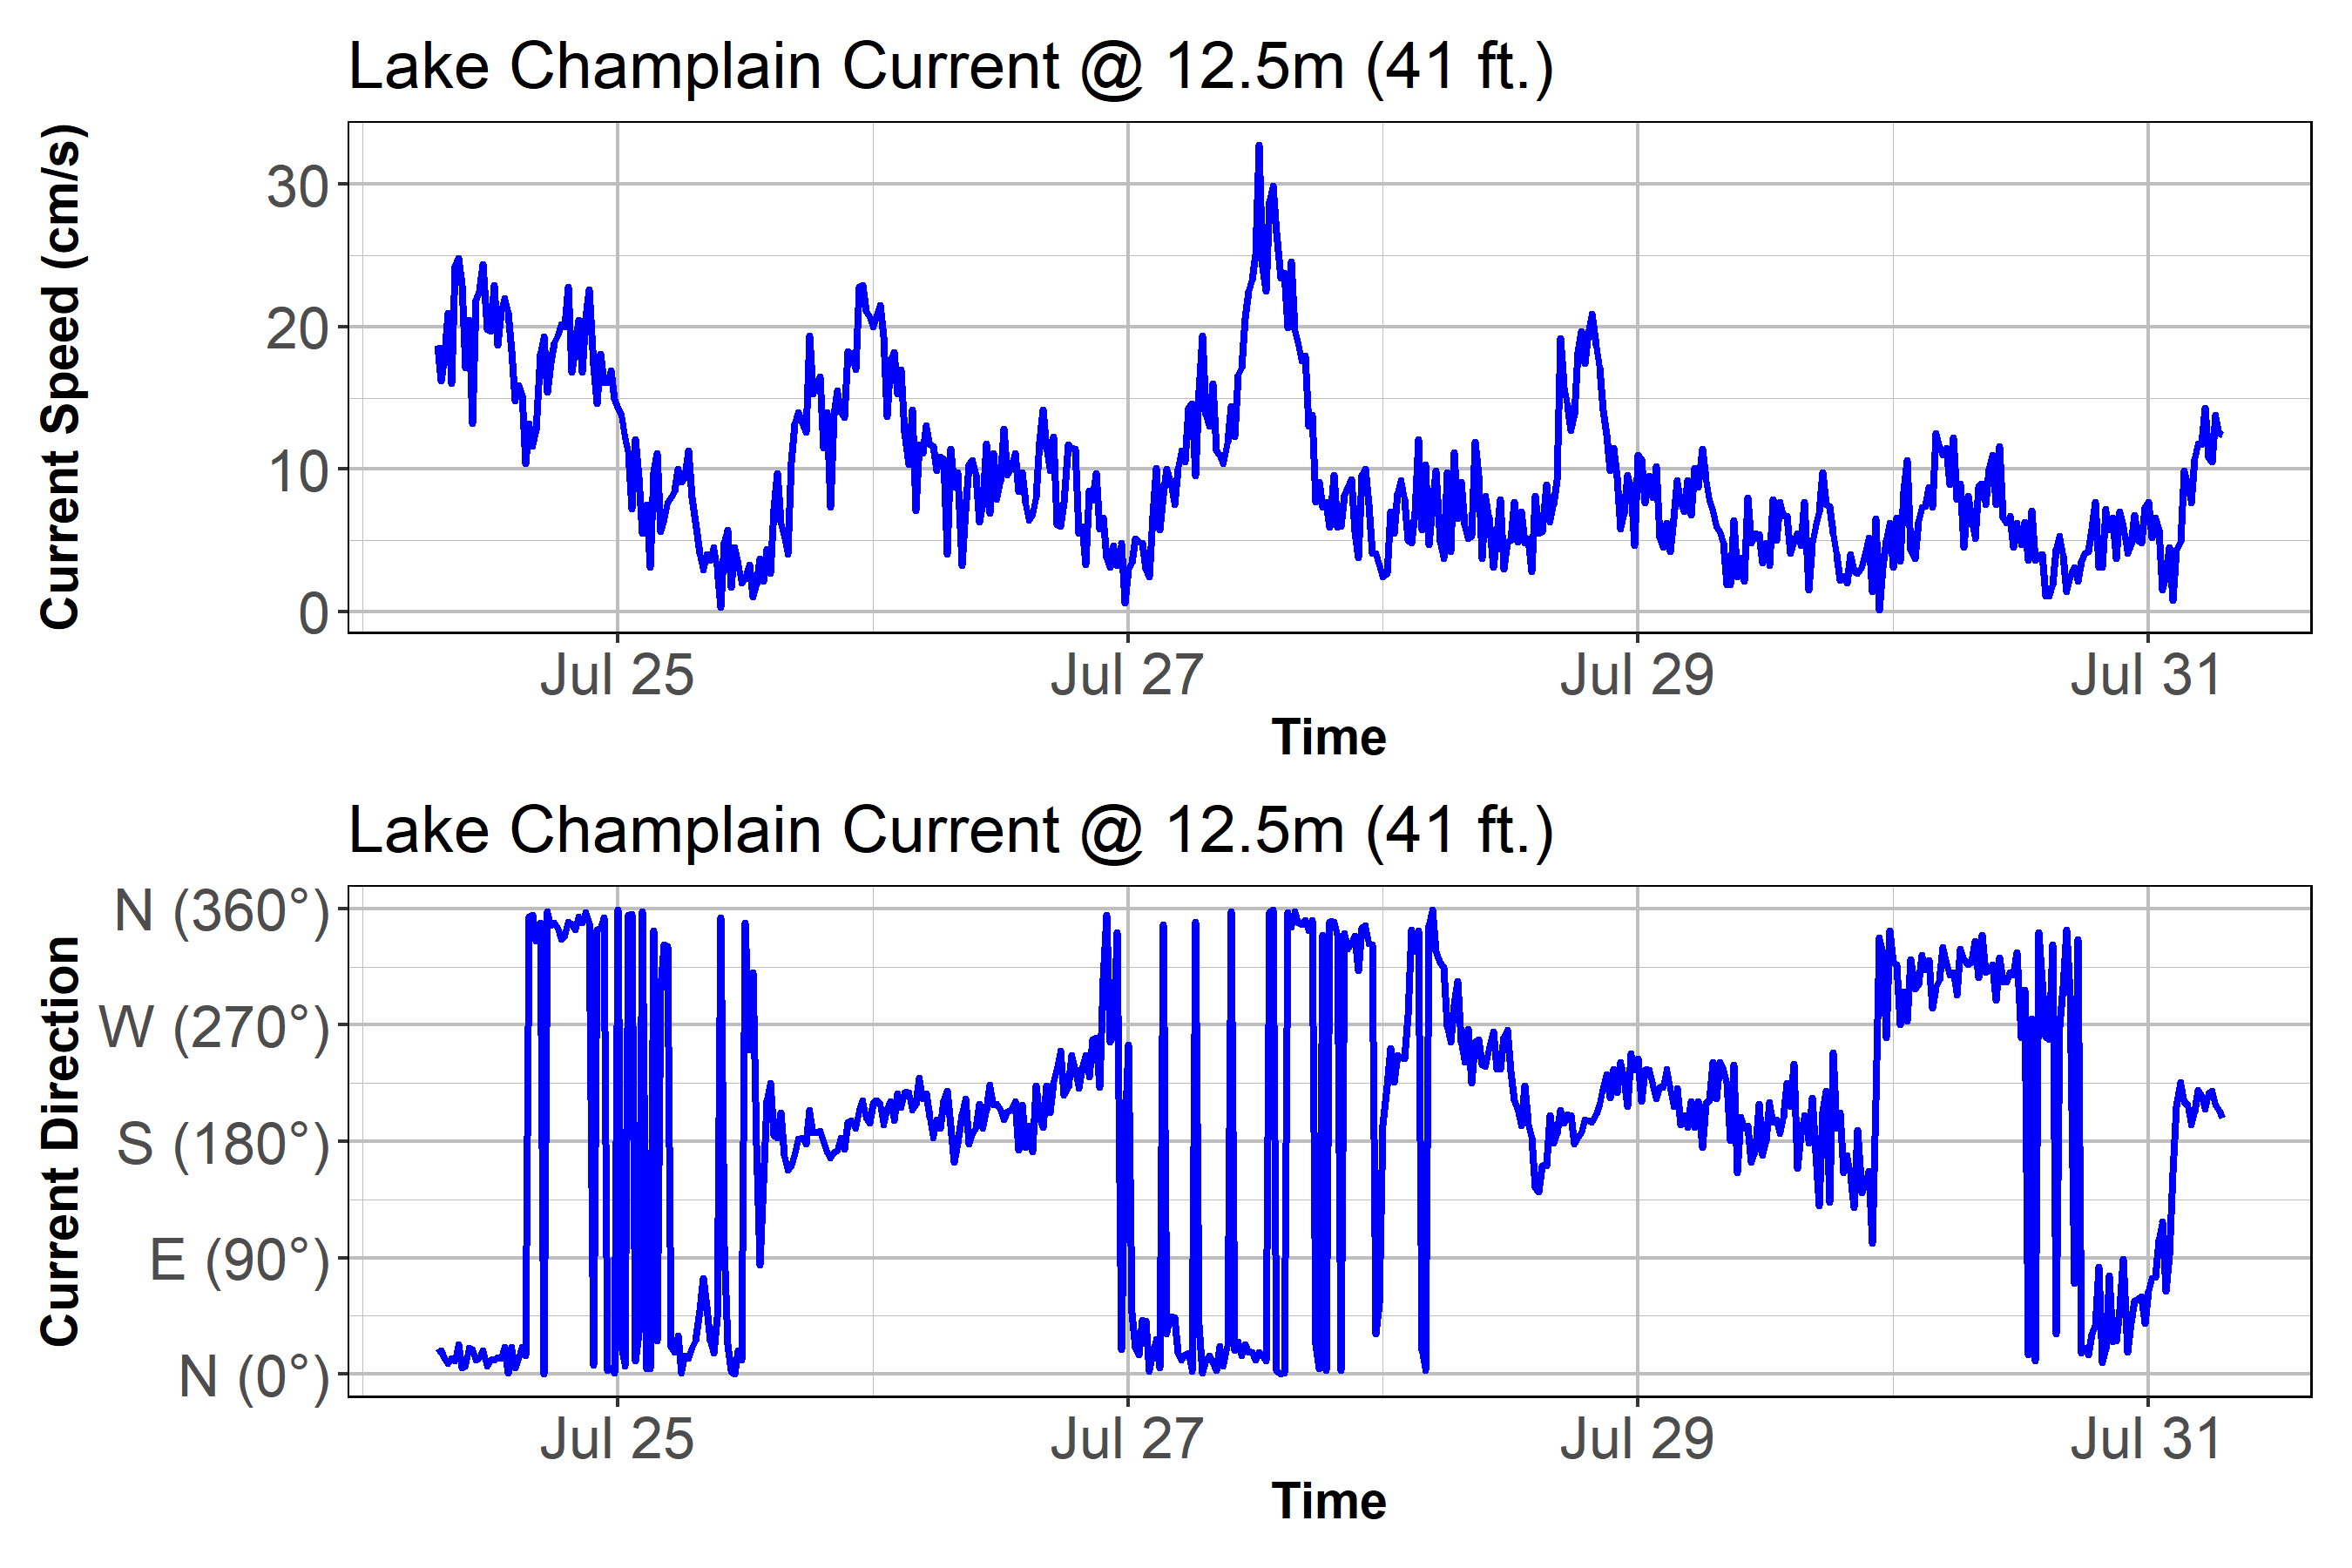 Lake Champlain Current @ 12.5m (41 ft.)
Current Speed (cm/s)
30
20
10
0
Jul 25 Jul 27 Jul 29 Jul 31
Time
Lake Champlain Current @ 12.5m (41 ft.)
Current Direction
N (360°)
W (270°)
S (180°)
E (90°)
N (0°)
Jul 25 Jul 27 Jul 29 Jul 31
Time